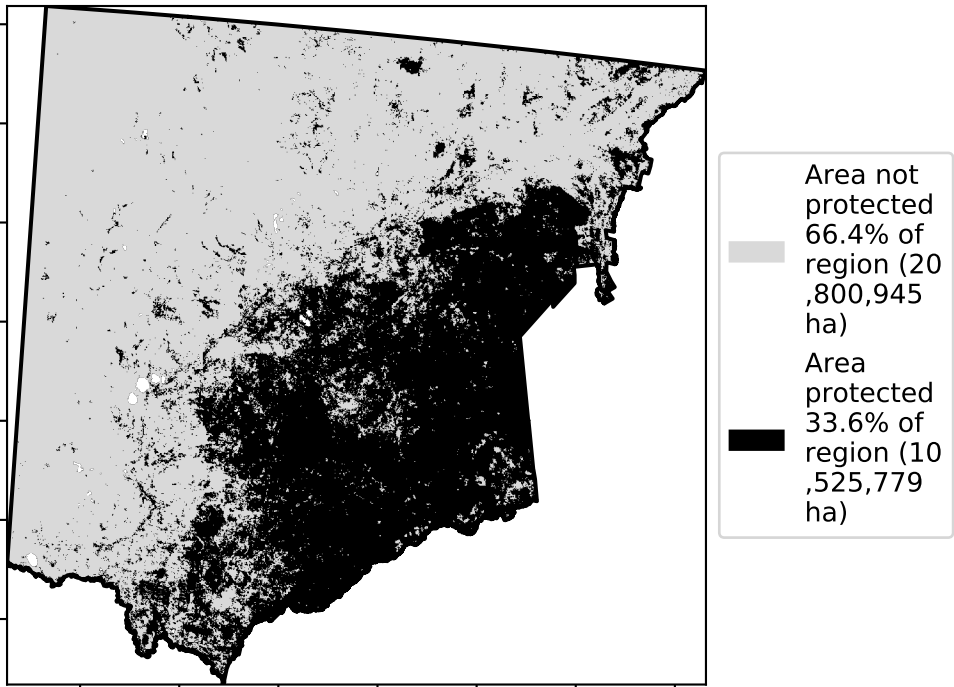 Area not
protected
66.4% of
region (20
,800,945
ha)
Area
protected
33.6% of
region (10
,525,779
ha)